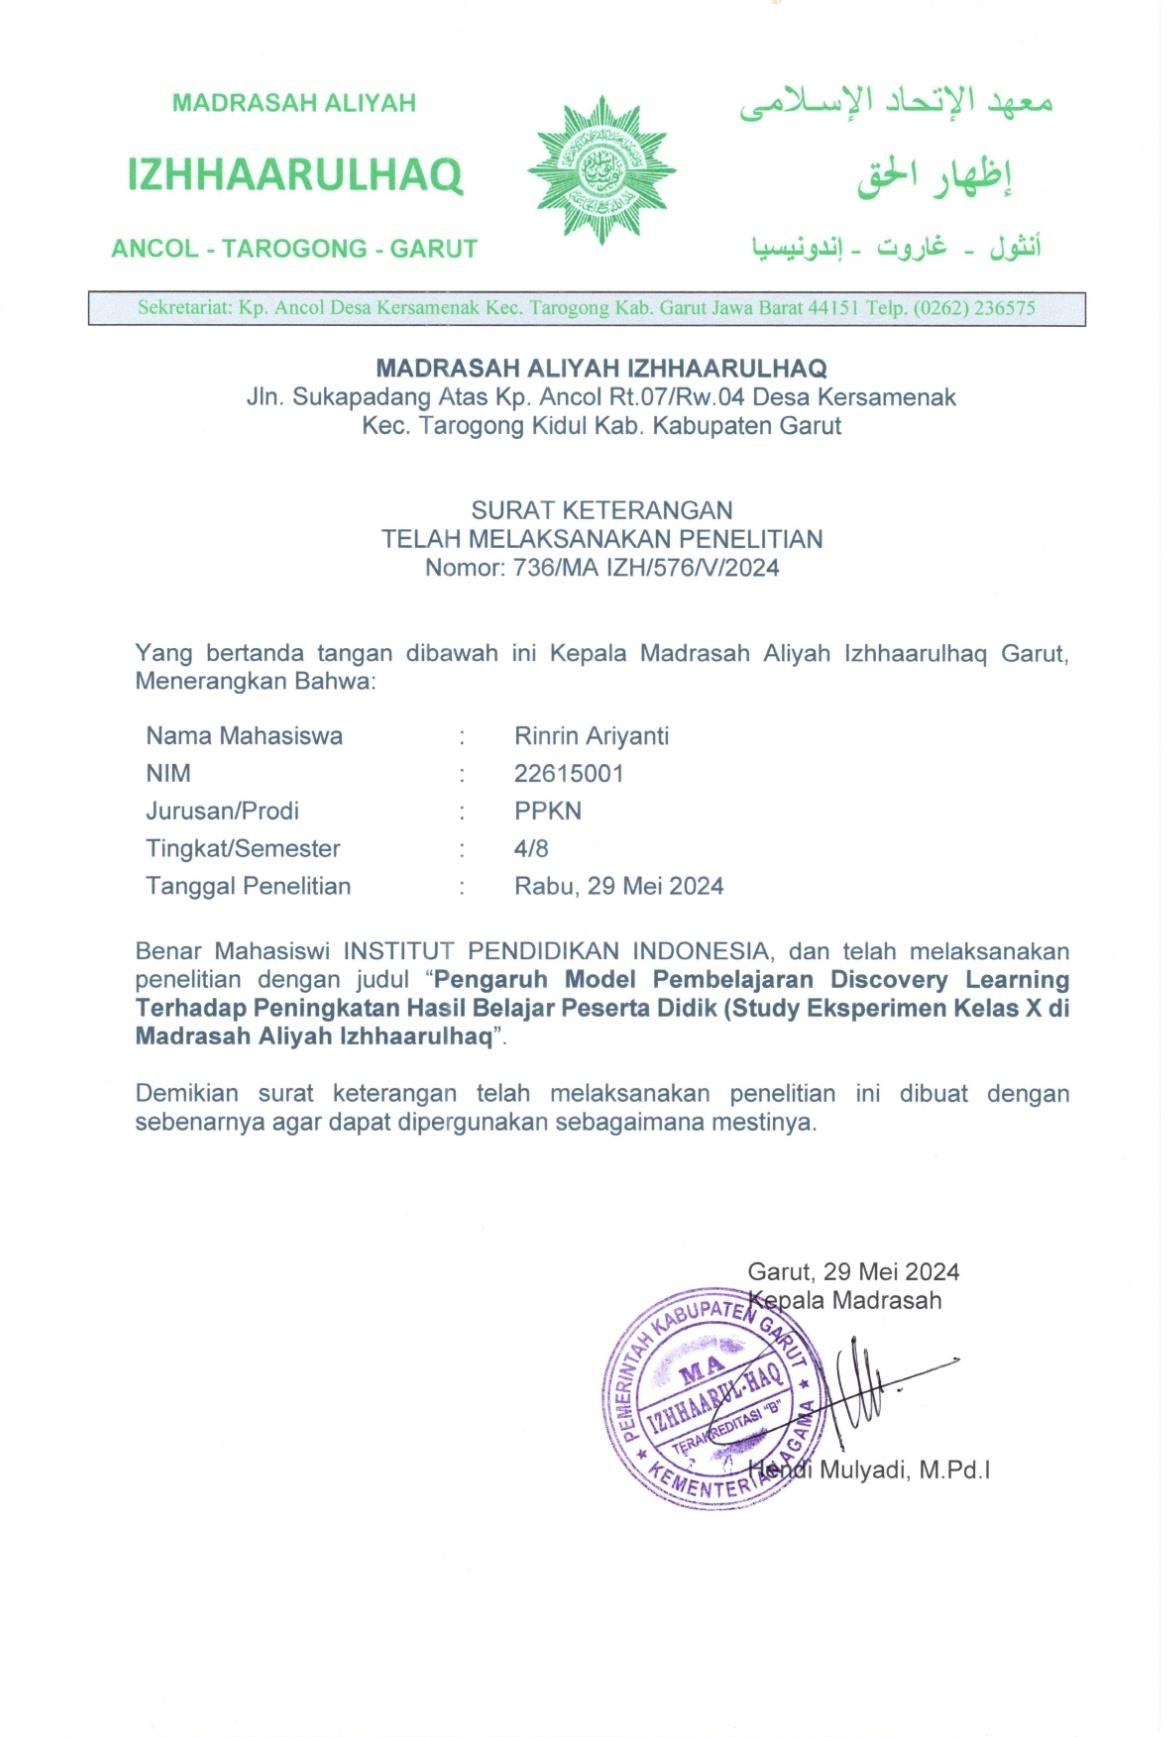 MADRASAH ALIYAH
IZHHAARULHAQ
ANCOL - TAROGONG - GARUT
معهد الإتحاد الإسلامى
إظهار الحق
أنثول - غاروت - إندونيسيا
Sekretariat: Kp. Ancol Desa Kersamenak Kec. Tarogong Kab. Garut Jawa Barat 44151 Telp. (0262) 236575
MADRASAH ALIYAH IZHHAARULHAQ
Jln. Sukapadang Atas Kp. Ancol Rt.07/Rw.04 Desa Kersamenak
Kec. Tarogong Kidul Kab. Kabupaten Garut
SURAT KETERANGAN
TELAH MELAKSANAKAN PENELITIAN
Nomor: 736/MA IZH/576/V/2024
Yang bertanda tangan dibawah ini Kepala Madrasah Aliyah Izhhaarulhaq Garut,
Menerangkan Bahwa:
Nama Mahasiswa : Rinrin Ariyanti
NIM : 22615001
Jurusan/Prodi : PPKN
Tingkat/Semester : 4/8
Tanggal Penelitian : Rabu, 29 Mei 2024
Benar Mahasiswi INSTITUT PENDIDIKAN INDONESIA, dan telah melaksanakan
penelitian dengan judul “Pengaruh Model Pembelajaran Discovery Learning
Terhadap Peningkatan Hasil Belajar Peserta Didik (Study Eksperimen Kelas X di
Madrasah Aliyah Izhhaarulhaq”.
Demikian surat keterangan telah melaksanakan penelitian ini dibuat dengan
sebenarnya agar dapat dipergunakan sebagaimana mestinya.
Garut, 29 Mei 2024
Kepala Madrasah
PEMERINTAH KABUPATEN GARUT
MA
IZHHAARUL-HAQ
TERAKREDITASI "B"
KEMENTERIAN AGAMA
Hendi Mulyadi, M.Pd.I